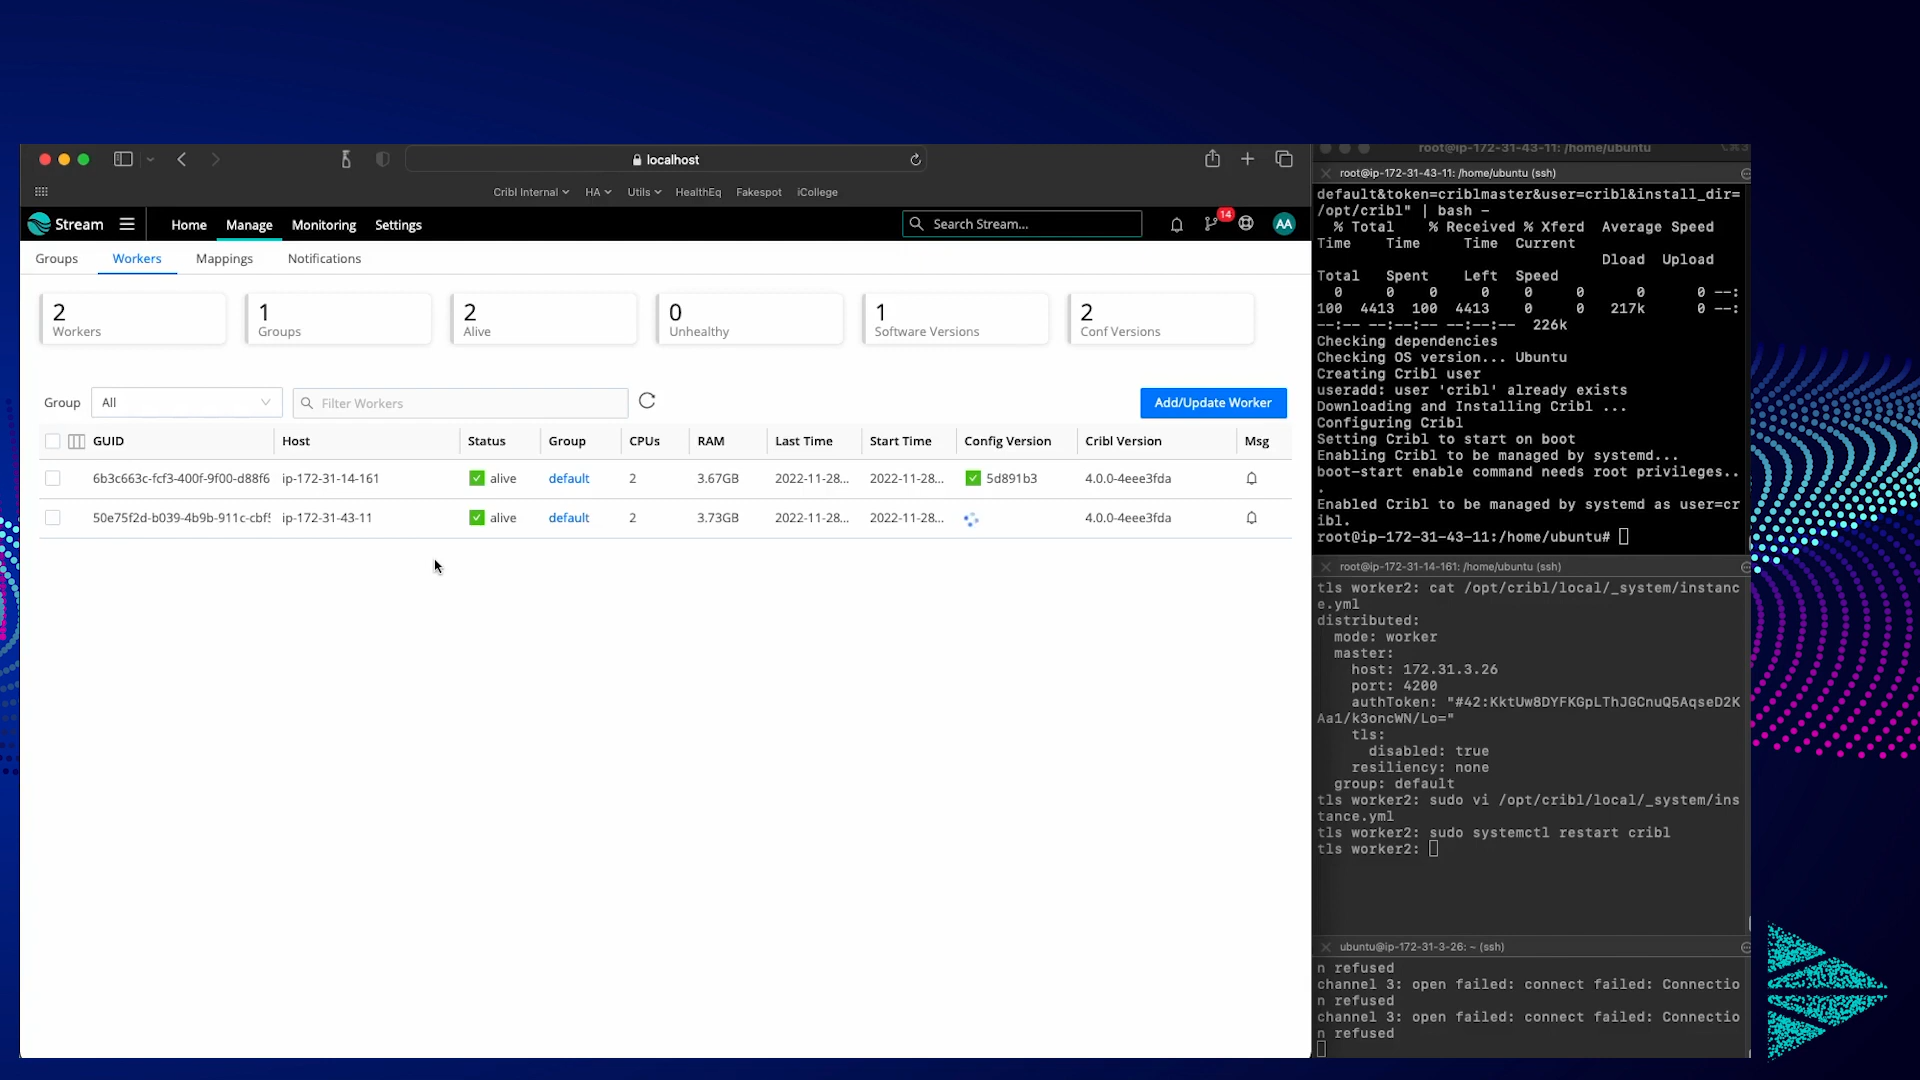 localhost
Cribl Internal HA Utils HealthEq Fakespot iCollege
Stream Home Manage Monitoring Settings Search Stream... 14 AA
Groups Workers Mappings Notifications
2 1 2 0 1 2
Workers Groups Alive Unhealthy Software Versions Conf Versions
Group All Filter Workers Add/Update Worker
GUID Host Status Group CPUs RAM Last Time Start Time Config Version Cribl Version Msg
6b3c663c-fcf3-400f-9f00-d88f6 ip-172-31-14-161 alive default 2 3.67GB 2022-11-28... 2022-11-28... 5d891b3 4.0.0-4eee3fda
50e75f2d-b039-4b9b-911c-cbf! ip-172-31-43-11 alive default 2 3.73GB 2022-11-28... 2022-11-28... 4.0.0-4eee3fda
root@ip-172-31-43-11: /home/ubuntu
root@ip-172-31-43-11: /home/ubuntu (ssh)
default&token=criblmaster&user=cribl&install_dir=
/opt/cribl" | bash -
% Total % Received % Xferd Average Speed
Time Time Time Current
Dload Upload
Total Spent Left Speed
0 0 0 0 0 0 0 0 --:
100 4413 100 4413 0 0 217k 0 --:
--:-- --:--:-- --:--:-- 226k
Checking dependencies
Checking OS version... Ubuntu
Creating Cribl user
useradd: user 'cribl' already exists
Downloading and Installing Cribl ...
Configuring Cribl
Setting Cribl to start on boot
Enabling Cribl to be managed by systemd...
boot-start enable command needs root privileges..
.
Enabled Cribl to be managed by systemd as user=cr
ibl.
root@ip-172-31-43-11:/home/ubuntu#
root@ip-172-31-14-161: /home/ubuntu (ssh)
tls worker2: cat /opt/cribl/local/_system/instanc
e.yml
distributed:
mode: worker
master:
host: 172.31.3.26
port: 4200
authToken: "#42:KktUw8DYFKGpLThJGCnuQ5AqseD2K
Aa1/k3oncWN/Lo="
tls:
disabled: true
resiliency: none
group: default
tls worker2: sudo vi /opt/cribl/local/_system/ins
tance.yml
tls worker2: sudo systemctl restart cribl
tls worker2:
ubuntu@ip-172-31-3-26: ~ (ssh)
n refused
channel 3: open failed: connect failed: Connectio
n refused
channel 3: open failed: connect failed: Connectio
n refused